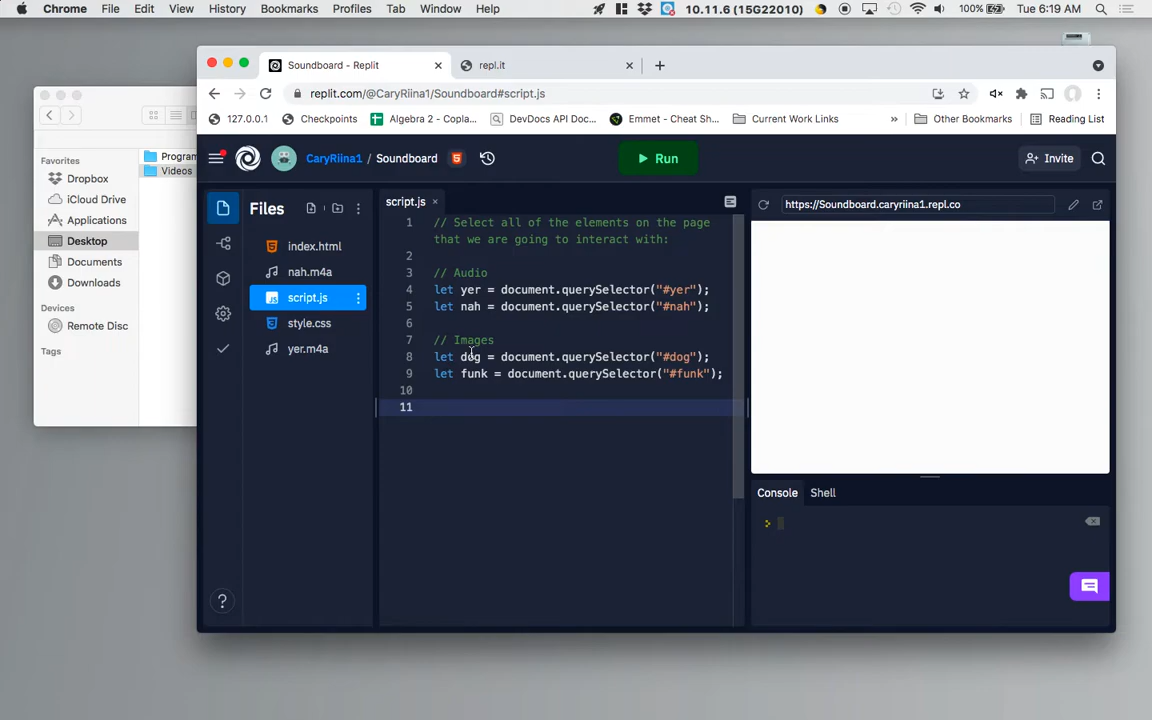 Chrome File Edit View History Bookmarks Profiles Tab Window Help 10.11.6 (15G22010) 100% Tue 6:19 AM
Soundboard - Replit
repl.it
replit.com/@CaryRiina1/Soundboard#script.js
127.0.0.1 Checkpoints Algebra 2 - Copla... DevDocs API Doc... Emmet - Cheat Sh... Current Work Links » Other Bookmarks Reading List
CaryRiina1 / Soundboard
Run
Invite
Favorites
Dropbox
iCloud Drive
Applications
Desktop
Documents
Downloads
Devices
Remote Disc
Tags
Program
Videos
Files
index.html
nah.m4a
script.js
style.css
yer.m4a
?
script.js
1 // Select all of the elements on the page
that we are going to interact with:
2
3 // Audio
4 let yer = document.querySelector("#yer");
5 let nah = document.querySelector("#nah");
6
7 // Images
8 let dog = document.querySelector("#dog");
9 let funk = document.querySelector("#funk");
10
11
https://Soundboard.caryriina1.repl.co
Console Shell